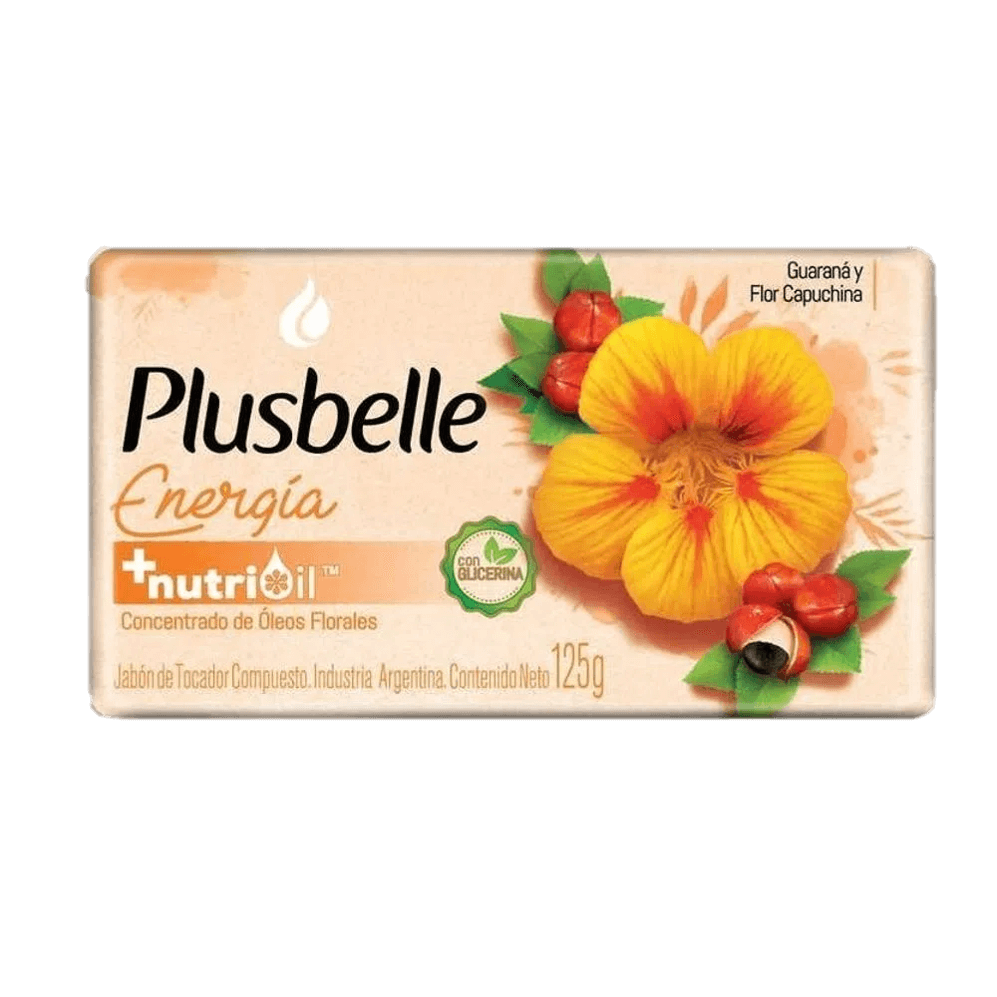 Guaraná y
Flor Capuchina
Plusbelle
Energía
+nutrioil™
con
GLICERINA
Concentrado de Óleos Florales
Jabón de Tocador Compuesto. Industria Argentina. Contenido Neto 125g